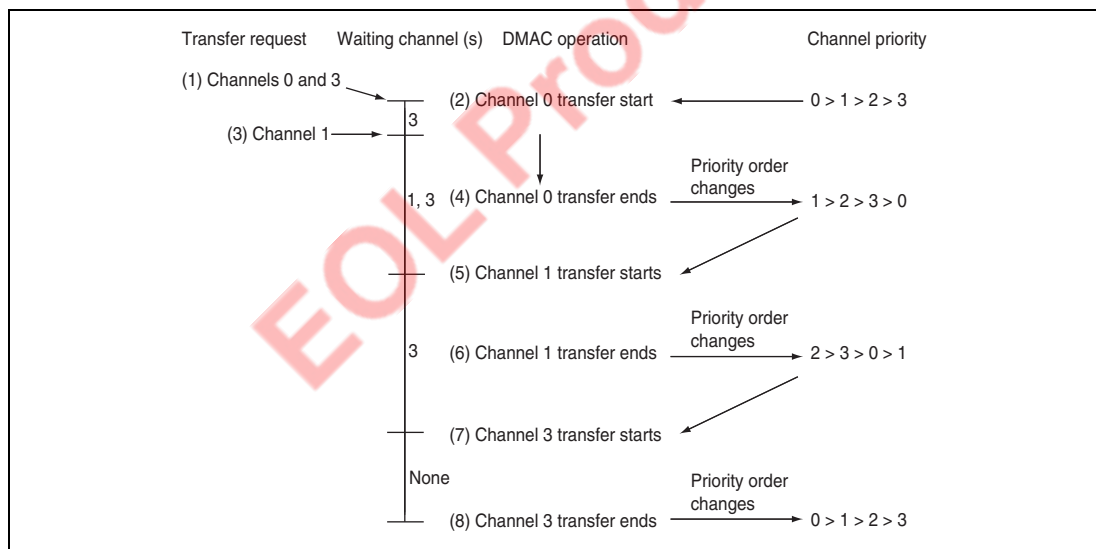 Transfer request Waiting channel (s) DMAC operation Channel priority
(1) Channels 0 and 3
(2) Channel 0 transfer start 0 > 1 > 2 > 3
3
(3) Channel 1
Priority order
changes
1, 3
(4) Channel 0 transfer ends 1 > 2 > 3 > 0
(5) Channel 1 transfer starts
Priority order
changes
3
(6) Channel 1 transfer ends 2 > 3 > 0 > 1
(7) Channel 3 transfer starts
None
Priority order
changes
(8) Channel 3 transfer ends 0 > 1 > 2 > 3
EOL Prod